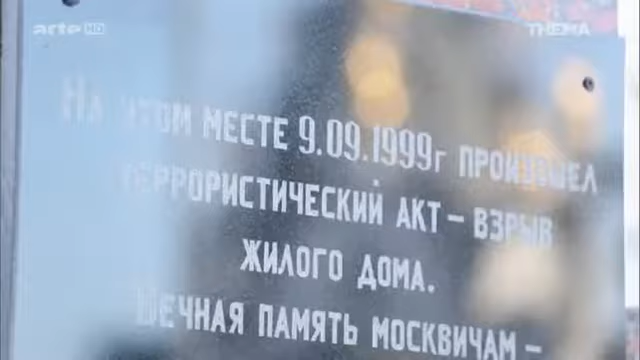 arte HD
THEMA
На этом месте 9.09.1999г произошел
террористический акт – взрыв
жилого дома.
Вечная память москвичам –